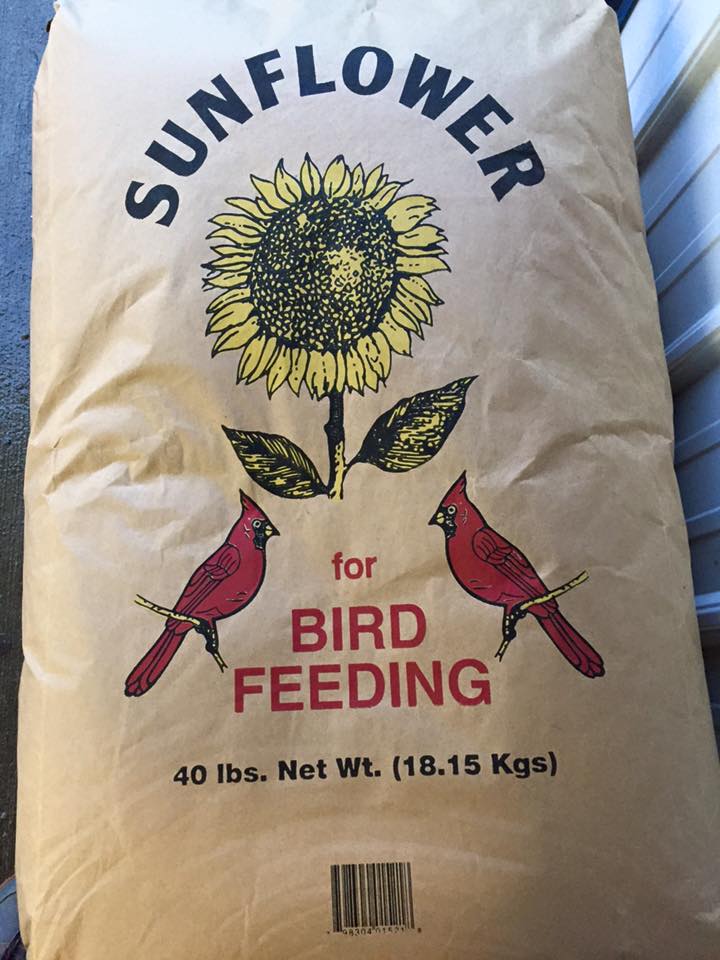 SUNFLOWER
for
BIRD
FEEDING
40 lbs. Net Wt. (18.15 Kgs)